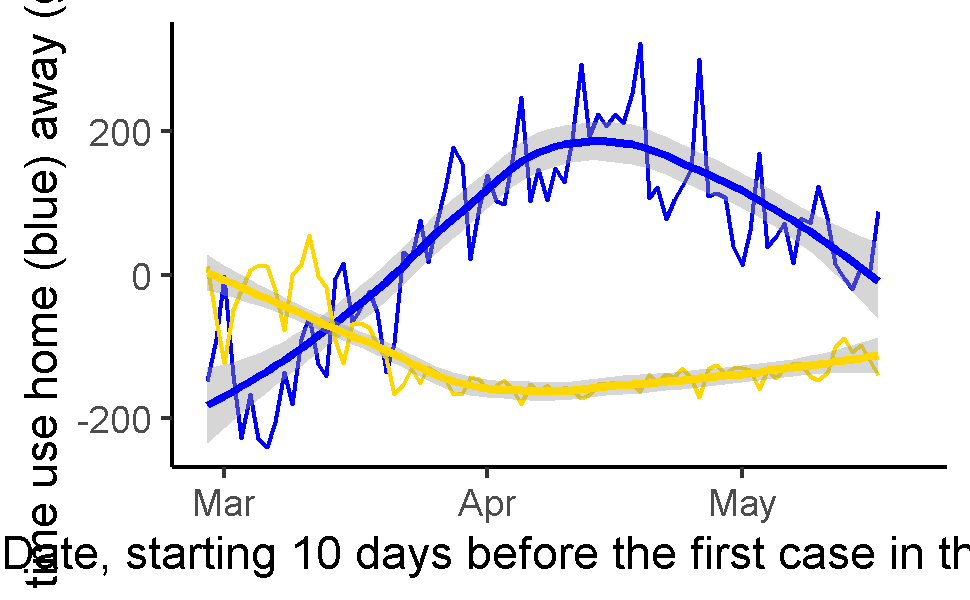 time use home (blue) away (
200
0
-200
Mar Apr May
Date, starting 10 days before the first case in th